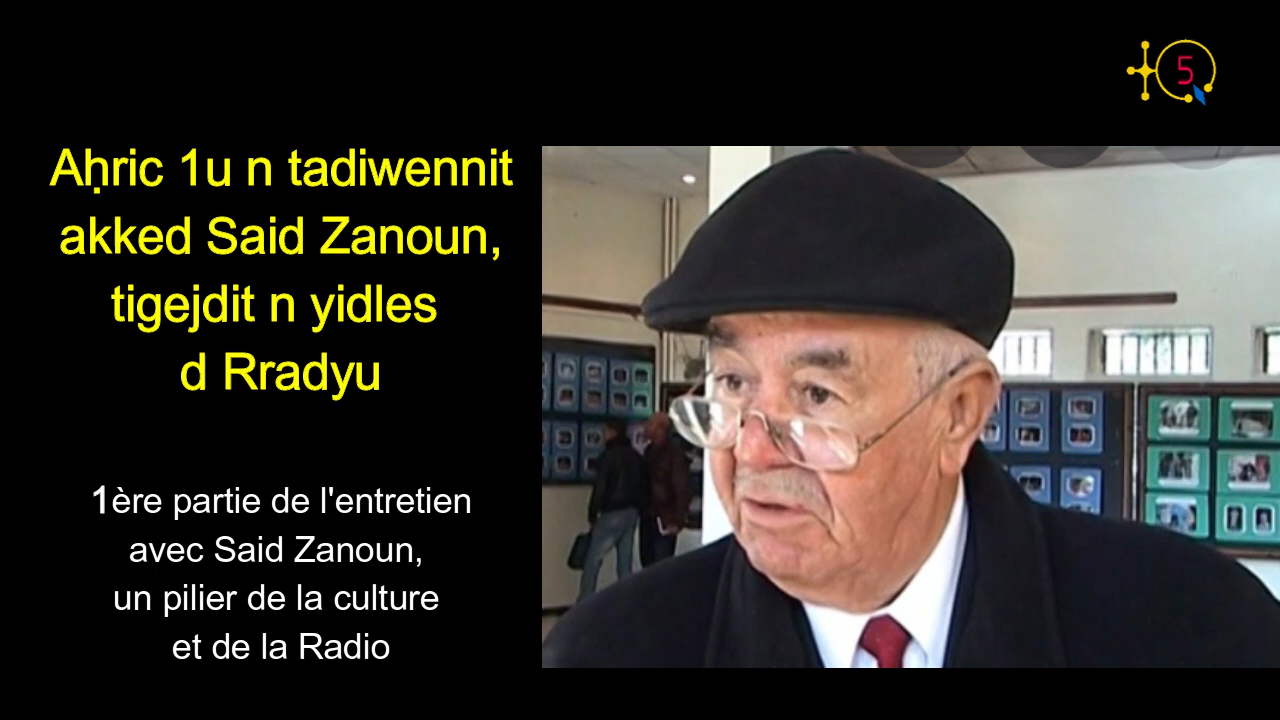 Aḥric 1u n tadiwennit
akked Said Zanoun,
tigejdit n yidles
d Rradyu
1ère partie de l'entretien
avec Said Zanoun,
un pilier de la culture
et de la Radio
5